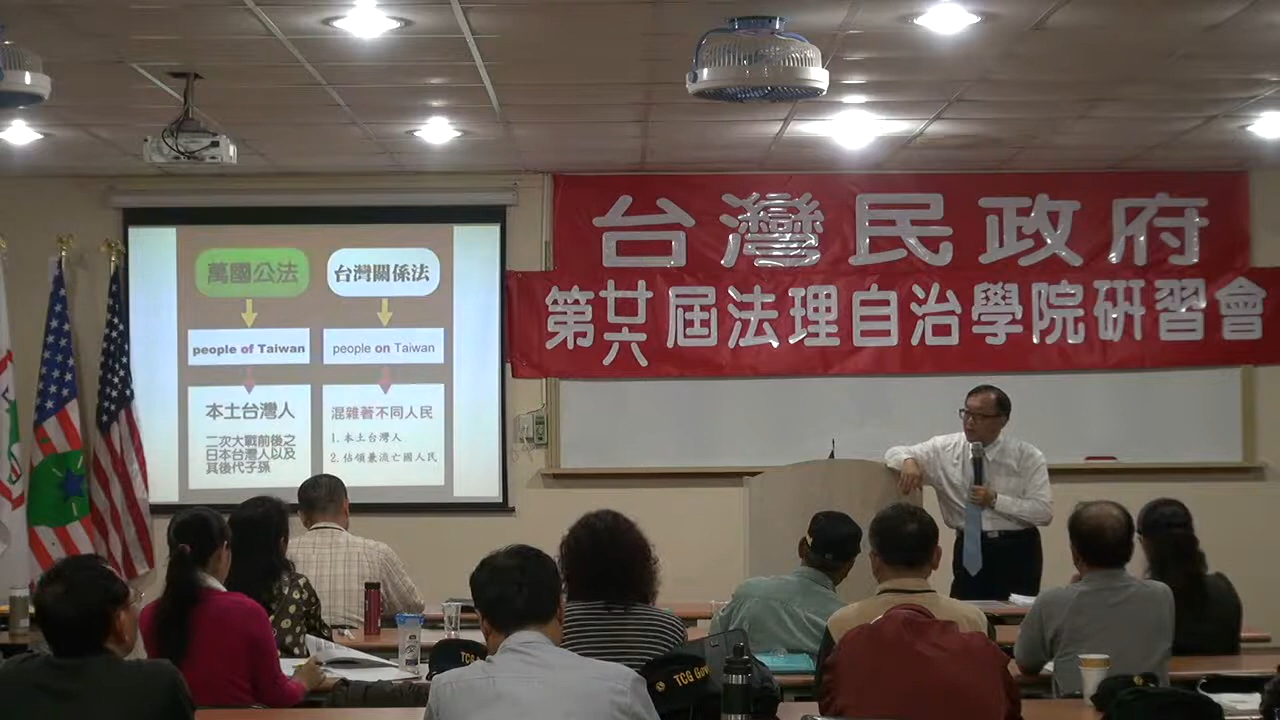 台灣民政府
第廿六屆法理自治學院研習會
萬國公法
台灣關係法
people of Taiwan
people on Taiwan
本土台灣人
二次大戰前後之
日本台灣人以及
其後代子孫
混雜著不同人民
1. 本土台灣人
2. 佔領兼流亡國人民
TCG
TCG Gov